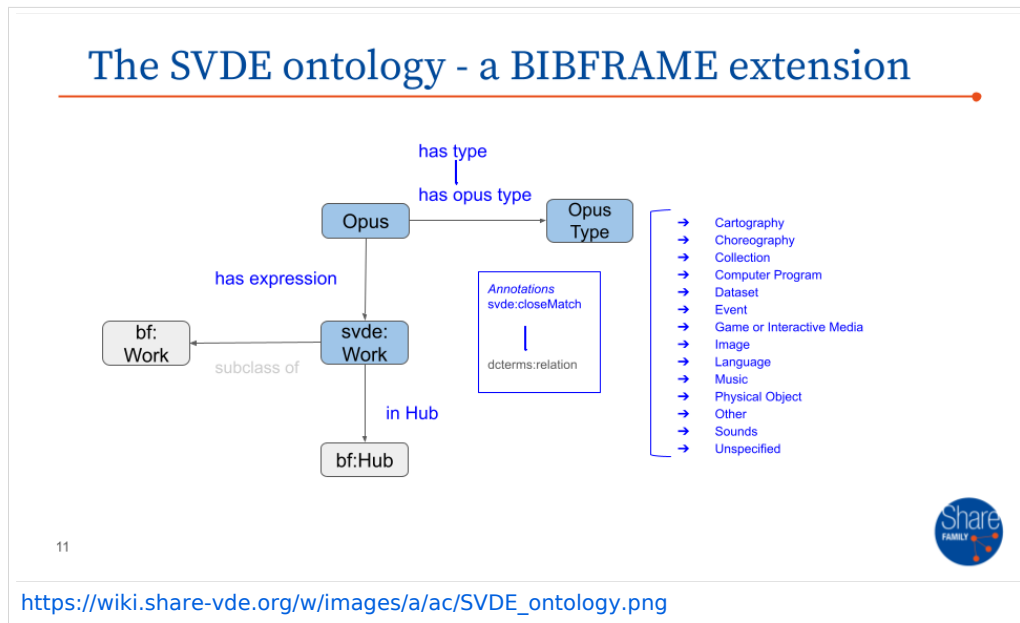 The SVDE ontology - a BIBFRAME extension
has type
has opus type
Opus
Opus
Type
has expression
bf:
Work
svde:
Work
subclass of
in Hub
bf:Hub
Annotations
svde:closeMatch
dcterms:relation
Cartography
Choreography
Collection
Computer Program
Dataset
Event
Game or Interactive Media
Image
Language
Music
Physical Object
Other
Sounds
Unspecified
11
Share
FAMILY
https://wiki.share-vde.org/w/images/a/ac/SVDE_ontology.png